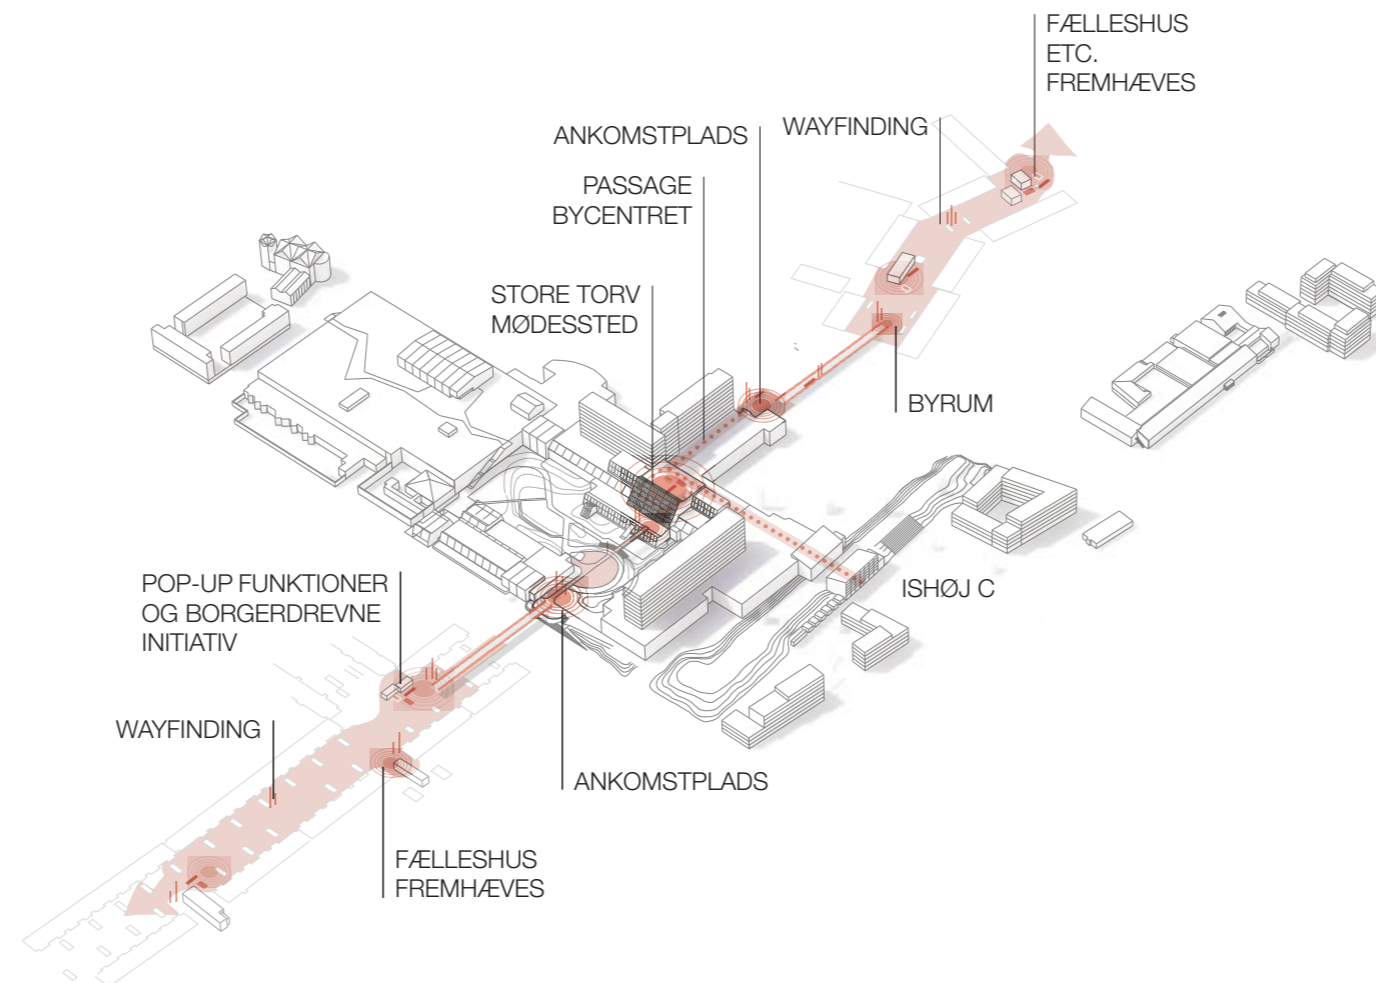 FÆLLESHUS
ETC.
FREMHÆVES
WAYFINDING
ANKOMSTPLADS
PASSAGE
BYCENTRET
STORE TORV
MØDESSTED
BYRUM
ISHØJ C
POP-UP FUNKTIONER
OG BORGERDREVNE
INITIATIV
WAYFINDING
ANKOMSTPLADS
FÆLLESHUS
FREMHÆVES